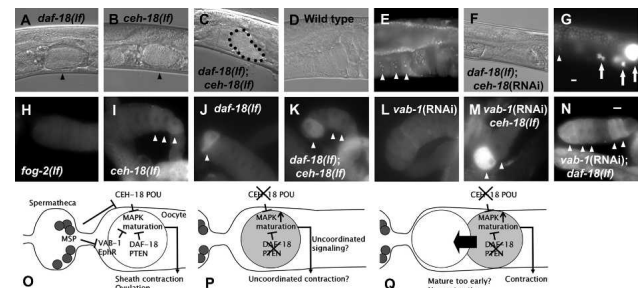 A daf-18(lf)
B ceh-18(lf)
C daf-18(lf); ceh-18(lf)
D Wild type
E
F daf-18(lf); ceh-18(RNAi)
G
H fog-2(lf)
I ceh-18(lf)
J daf-18(lf)
K daf-18(lf); ceh-18(lf)
L vab-1(RNAi)
M vab-1(RNAi) ceh-18(lf)
N vab-1(RNAi); daf-18(lf)
Spermatheca
CEH-18 POU
Oocyte
MAPK
maturation
MSP
VAB-1
EphR
DAF-18
PTEN
Sheath contraction
Ovulation
O
CEH-18 POU
MAPK
maturation
DAF-18
PTEN
Uncoordinated
signaling?
Uncoordinated contraction?
P
CEH-18 POU
MAPK
maturation
DAF-18
PTEN
Mature too early?
Contraction
Q